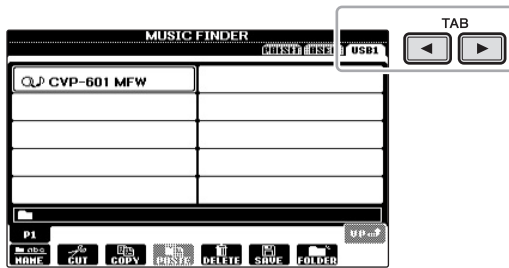 TAB
MUSIC FINDER
PRESET USER USB1
CVP-601 MFW
P1
UP
NAME CUT COPY PASTE DELETE SAVE FOLDER